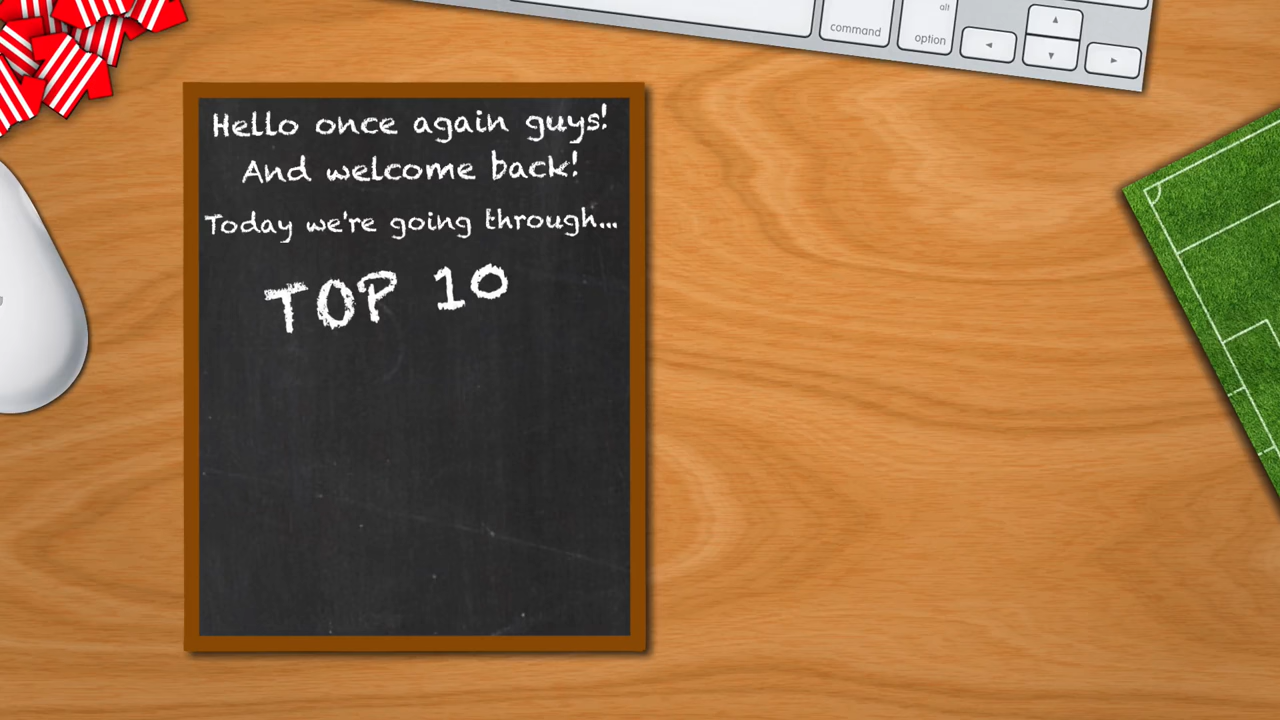 alt
command
option
Hello once again guys!
And welcome back!
Today we're going through...
TOP 10